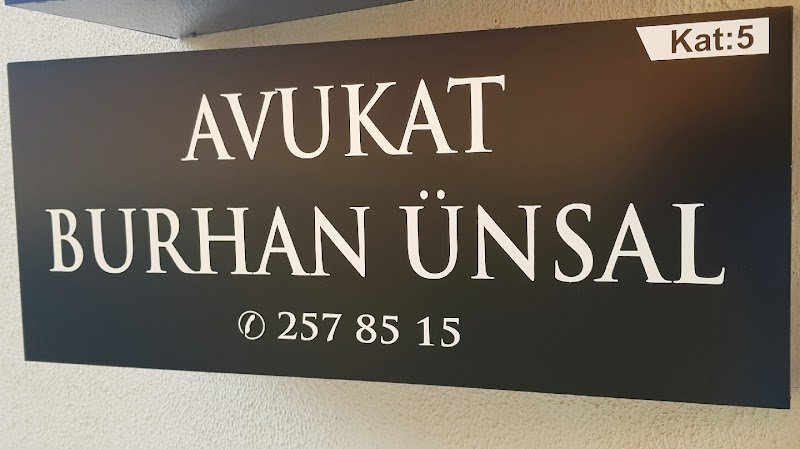 Kat:5
AVUKAT
BURHAN ÜNSAL
✆ 257 85 15